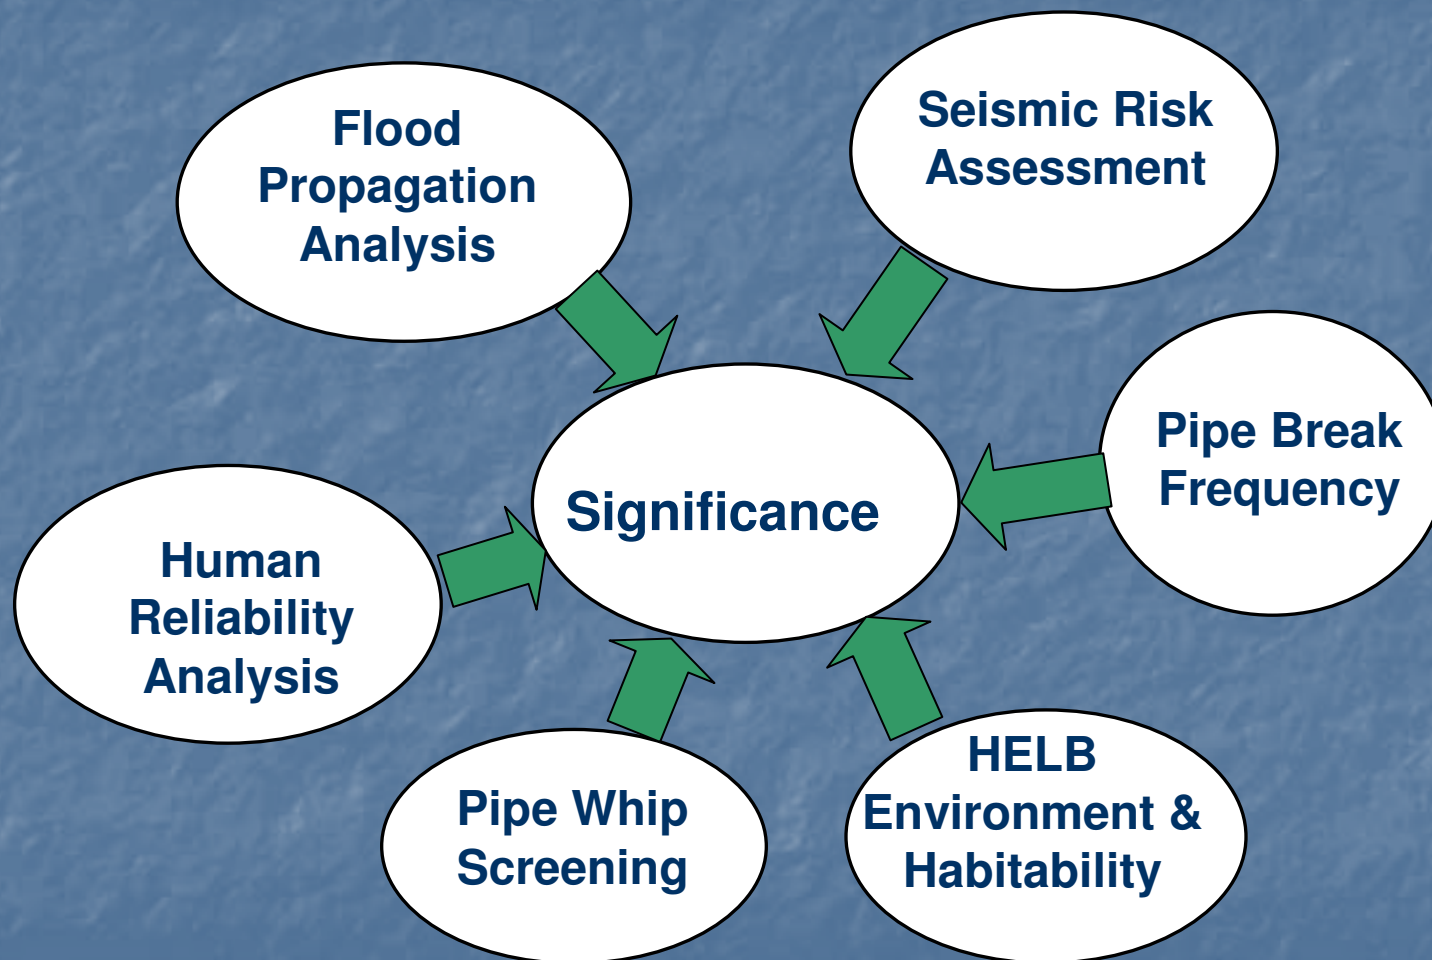 Flood
Propagation
Analysis
Seismic Risk
Assessment
Pipe Break
Frequency
Significance
Human
Reliability
Analysis
Pipe Whip
Screening
HELB
Environment &
Habitability